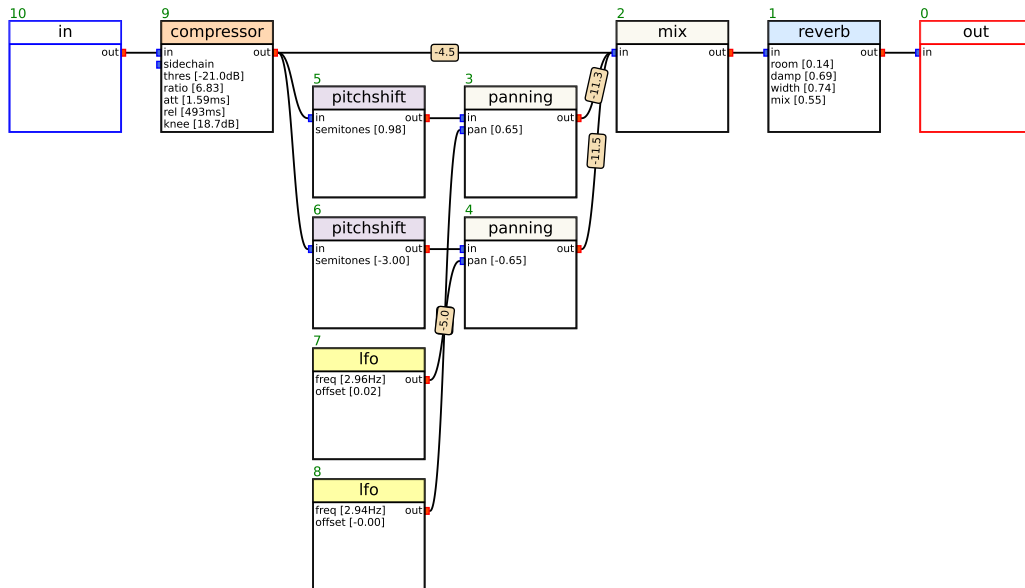 10
in
out
9
compressor
in
out
sidechain
thres [-21.0dB]
ratio [6.83]
att [1.59ms]
rel [493ms]
knee [18.7dB]
-4.5
2
mix
in
out
1
reverb
in
out
room [0.14]
damp [0.69]
width [0.74]
mix [0.55]
0
out
in
5
pitchshift
in
out
semitones [0.98]
3
panning
in
out
pan [0.65]
-11.3
-11.5
6
pitchshift
in
out
semitones [-3.00]
4
panning
in
out
pan [-0.65]
-5.0
7
lfo
freq [2.96Hz]
out
offset [0.02]
8
lfo
freq [2.94Hz]
out
offset [-0.00]